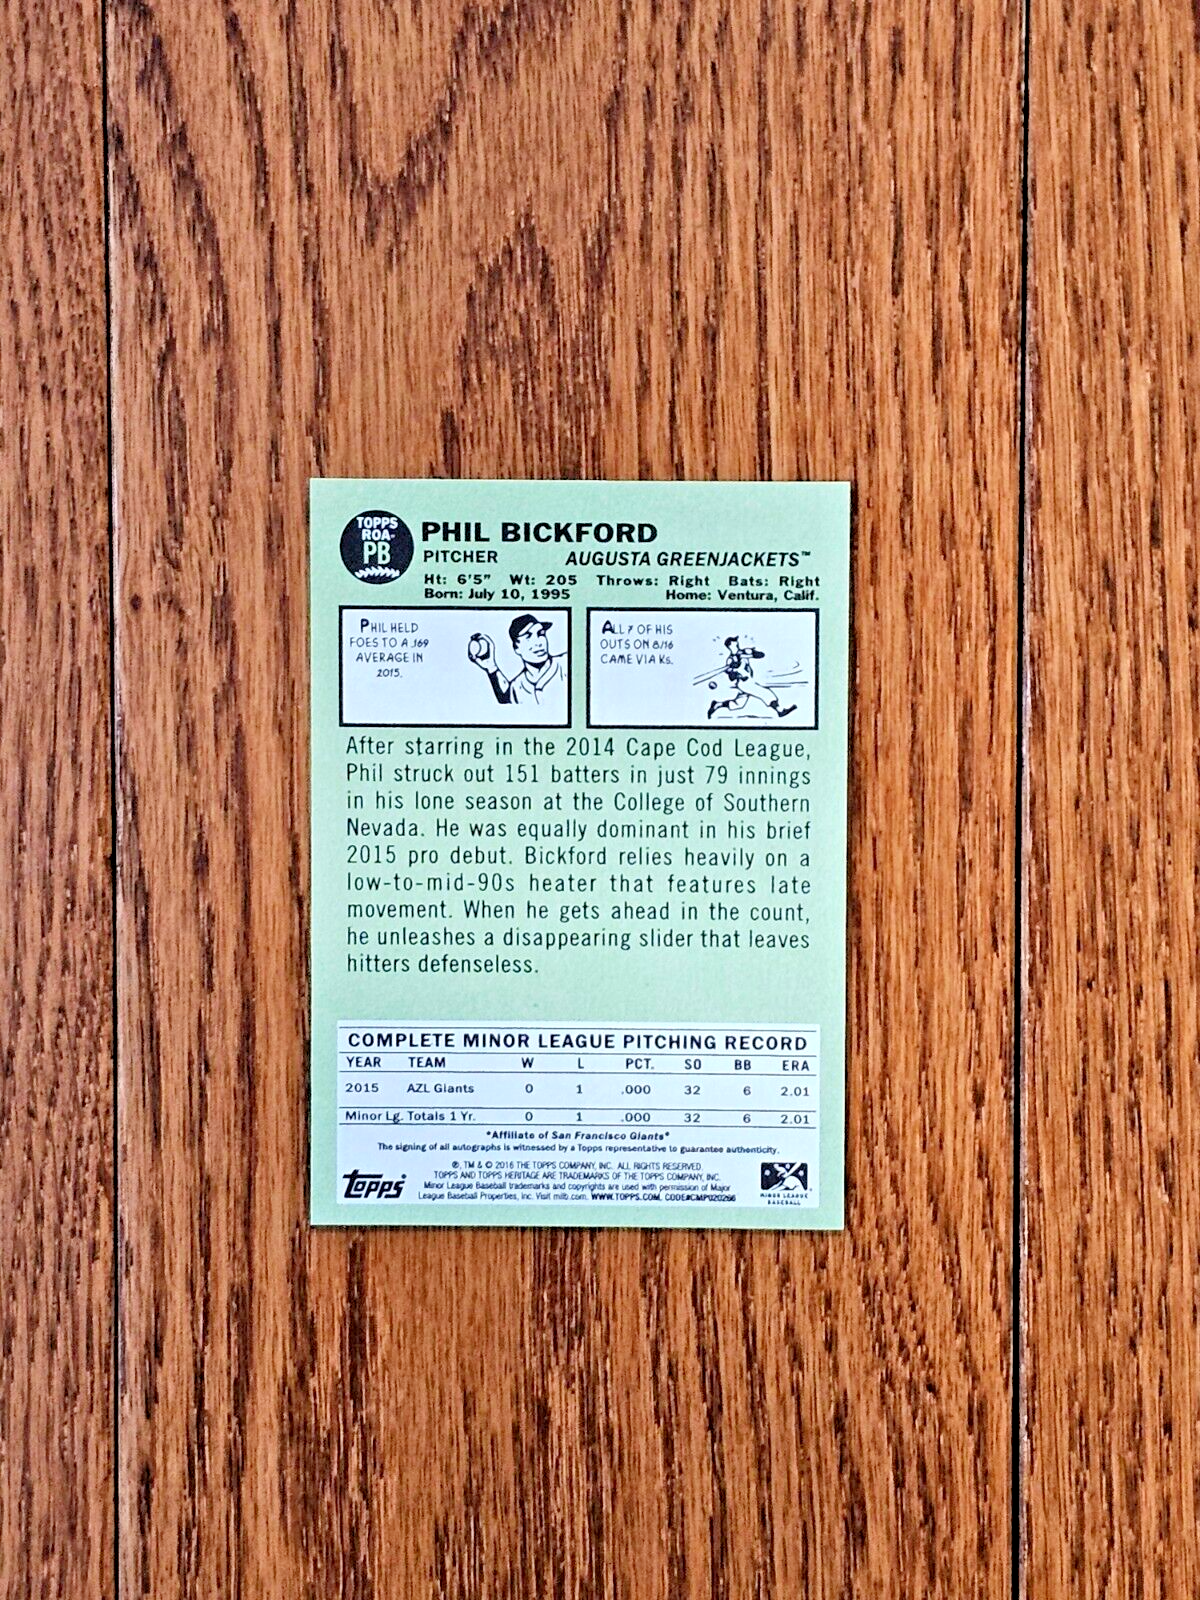 TOPPS
ROA-
PB
PHIL BICKFORD
PITCHER AUGUSTA GREENJACKETS™
Ht: 6'5" Wt: 205 Throws: Right Bats: Right
Born: July 10, 1995 Home: Ventura, Calif.
PHIL HELD
FOES TO A .169
AVERAGE IN
2015.
ALL 7 OF HIS
OUTS ON 8/16
CAME VIA Ks.
After starring in the 2014 Cape Cod League,
Phil struck out 151 batters in just 79 innings
in his lone season at the College of Southern
Nevada. He was equally dominant in his brief
2015 pro debut. Bickford relies heavily on a
low-to-mid-90s heater that features late
movement. When he gets ahead in the count,
he unleashes a disappearing slider that leaves
hitters defenseless.
COMPLETE MINOR LEAGUE PITCHING RECORD
YEAR TEAM W L PCT. SO BB ERA
2015 AZL Giants 0 1 .000 32 6 2.01
Minor Lg. Totals 1 Yr. 0 1 .000 32 6 2.01
*Affiliate of San Francisco Giants*
The signing of all autographs is witnessed by a Topps representative to guarantee authenticity.
®, TM & © 2016 THE TOPPS COMPANY, INC. ALL RIGHTS RESERVED.
TOPPS AND TOPPS HERITAGE ARE TRADEMARKS OF THE TOPPS COMPANY, INC.
Minor League Baseball trademarks and copyrights are used with permission of Major
League Baseball Properties, Inc. Visit milb.com. WWW.TOPPS.COM. CODE#CMP020266
Topps
MINOR LEAGUE
BASEBALL